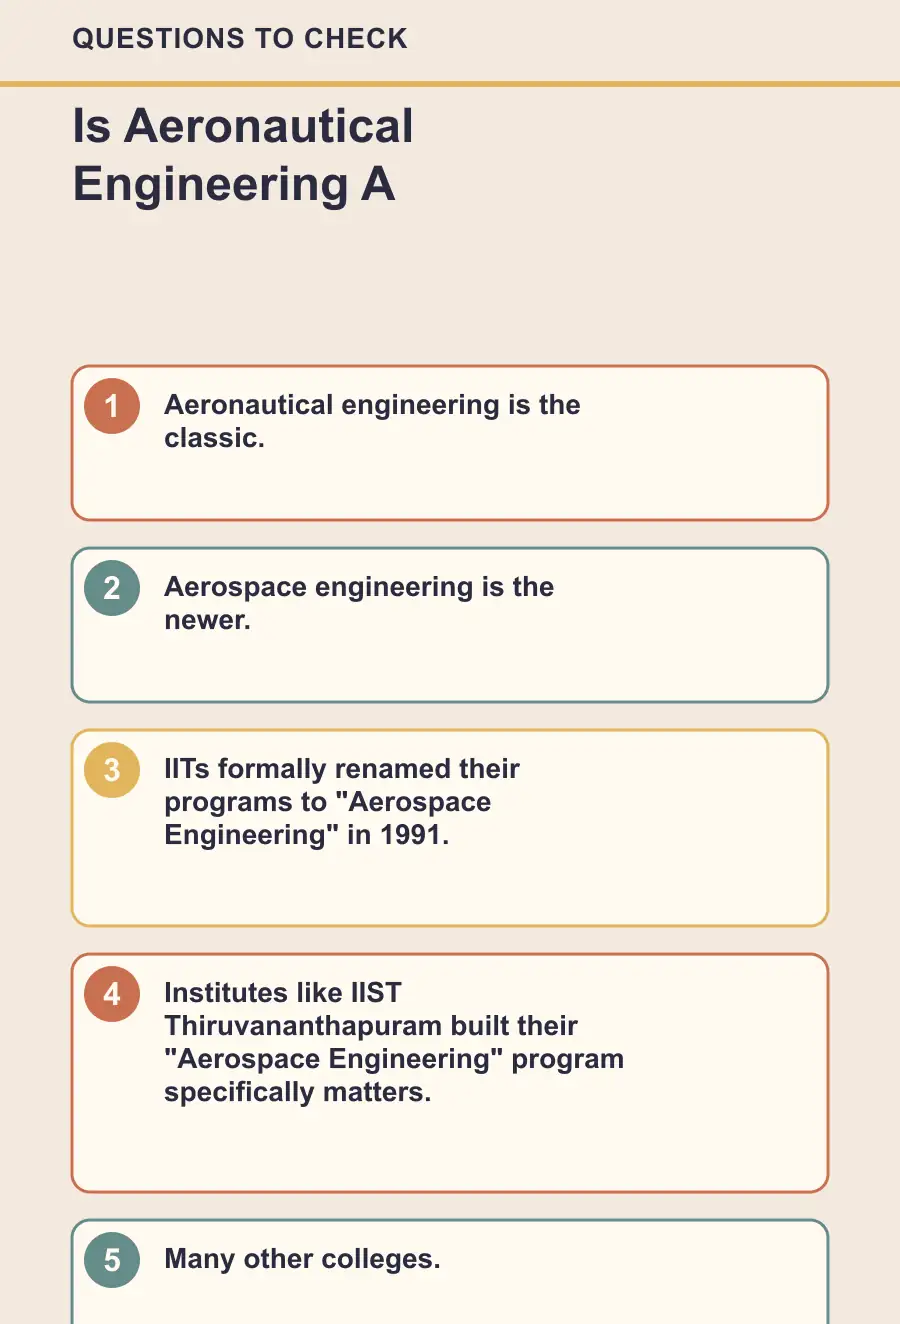 QUESTIONS TO CHECK
Is Aeronautical
Engineering A
1
Aeronautical engineering is the
classic.
2
Aerospace engineering is the
newer.
3
IITs formally renamed their
programs to "Aerospace
Engineering" in 1991.
4
Institutes like IIST
Thiruvananthapuram built their
"Aerospace Engineering" program
specifically matters.
5
Many other colleges.